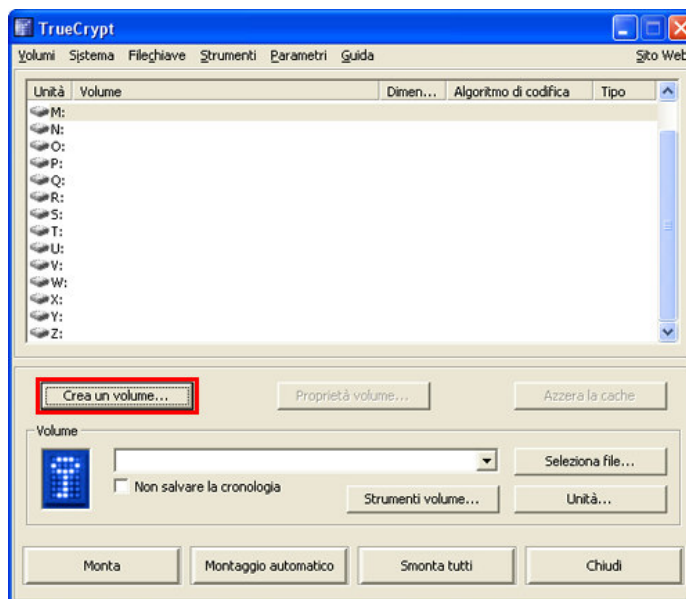 TrueCrypt
Volumi Sistema Filechiave Strumenti Parametri Guida Sito Web
Unità Volume Dimen... Algoritmo di codifica Tipo
M:
N:
O:
P:
Q:
R:
S:
T:
U:
V:
W:
X:
Y:
Z:
Crea un volume... Proprietà volume... Azzera la cache
Volume
Seleziona file...
Non salvare la cronologia
Strumenti volume... Unità...
Monta Montaggio automatico Smonta tutti Chiudi